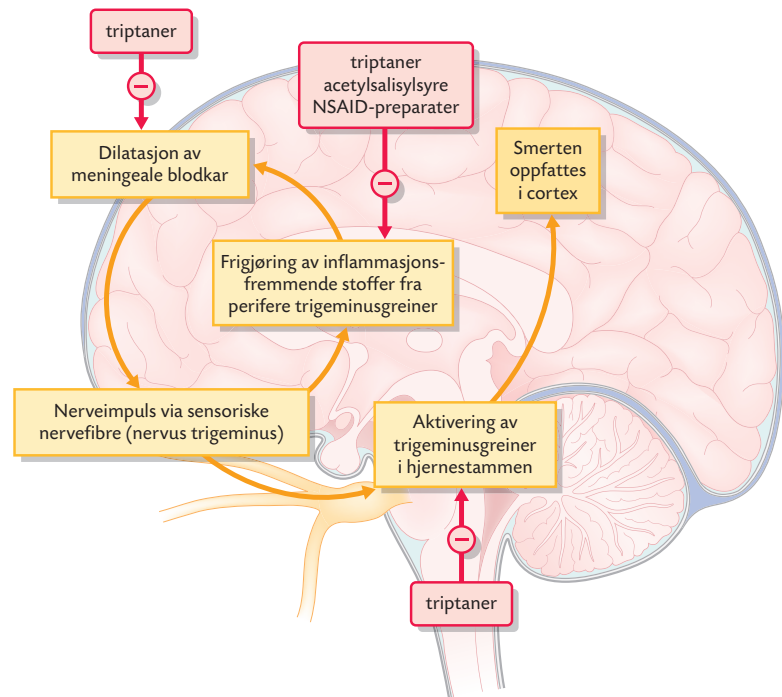 triptaner
triptaner
acetylsalisylsyre
NSAID-preparater
Dilatasjon av
meningeale blodkar
Smerten
oppfattes
i cortex
Frigjøring av inflammasjons-
fremmende stoffer fra
perifere trigeminusgreiner
Nerveimpuls via sensoriske
nervefibre (nervus trigeminus)
Aktivering av
trigeminusgreiner
i hjernestammen
triptaner